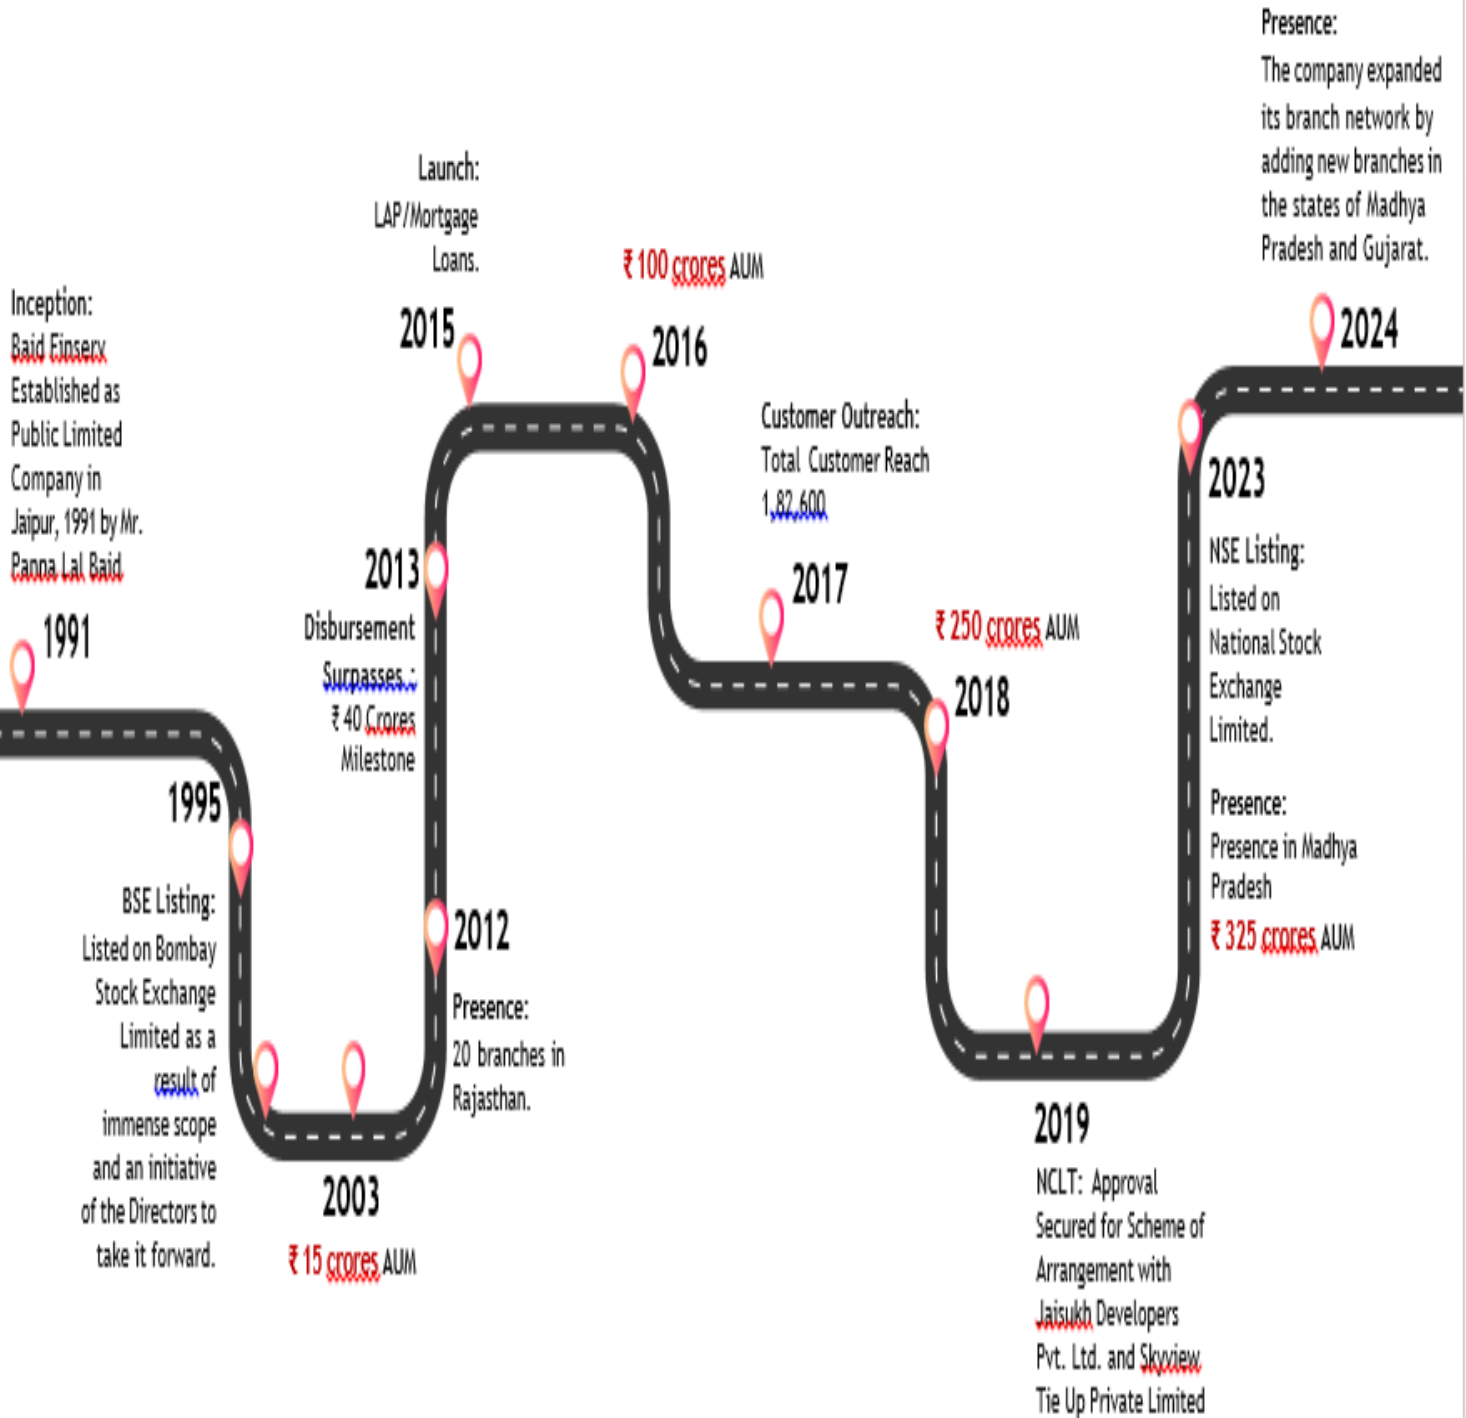 Inception:
Baid Finserv
Established as
Public Limited
Company in
Jaipur, 1991 by Mr.
Panna Lal Baid
1991
1995
BSE Listing:
Listed on Bombay
Stock Exchange
Limited as a
result of
immense scope
and an initiative
of the Directors to
take it forward.
2003
₹ 15 crores AUM
2012
Presence:
20 branches in
Rajasthan.
2013
Disbursement
Surpasses :
₹ 40 Crores
Milestone
Launch:
LAP/Mortgage
Loans.
2015
₹ 100 crores AUM
2016
Customer Outreach:
Total Customer Reach
1,82,600
2017
₹ 250 crores AUM
2018
2019
NCLT: Approval
Secured for Scheme of
Arrangement with
Jaisukh Developers
Pvt. Ltd. and Skyview
Tie Up Private Limited
2023
NSE Listing:
Listed on
National Stock
Exchange
Limited.
Presence:
Presence in Madhya
Pradesh
₹ 325 crores AUM
Presence:
The company expanded
its branch network by
adding new branches in
the states of Madhya
Pradesh and Gujarat.
2024